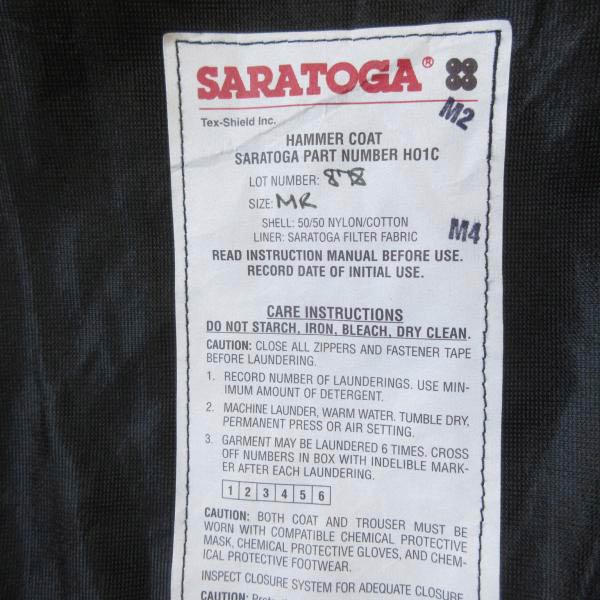 SARATOGA®
M2
Tex-Shield Inc.
HAMMER COAT
SARATOGA PART NUMBER HO1C
LOT NUMBER: 878
SIZE: MR
SHELL: 50/50 NYLON/COTTON
M4
LINER: SARATOGA FILTER FABRIC
READ INSTRUCTION MANUAL BEFORE USE.
RECORD DATE OF INITIAL USE.
CARE INSTRUCTIONS
DO NOT STARCH, IRON, BLEACH, DRY CLEAN.
CAUTION: CLOSE ALL ZIPPERS AND FASTENER TAPE
BEFORE LAUNDERING.
1. RECORD NUMBER OF LAUNDERINGS. USE MIN-
IMUM AMOUNT OF DETERGENT.
2. MACHINE LAUNDER, WARM WATER. TUMBLE DRY,
PERMANENT PRESS OR AIR SETTING.
3. GARMENT MAY BE LAUNDERED 6 TIMES. CROSS
OFF NUMBERS IN BOX WITH INDELIBLE MARK-
ER AFTER EACH LAUNDERING.
1 2 3 4 5 6
CAUTION: BOTH COAT AND TROUSER MUST BE
WORN WITH COMPATIBLE CHEMICAL PROTECTIVE
MASK, CHEMICAL PROTECTIVE GLOVES, AND CHEM-
ICAL PROTECTIVE FOOTWEAR.
INSPECT CLOSURE SYSTEM FOR ADEQUATE CLOSURE
CAUTION: